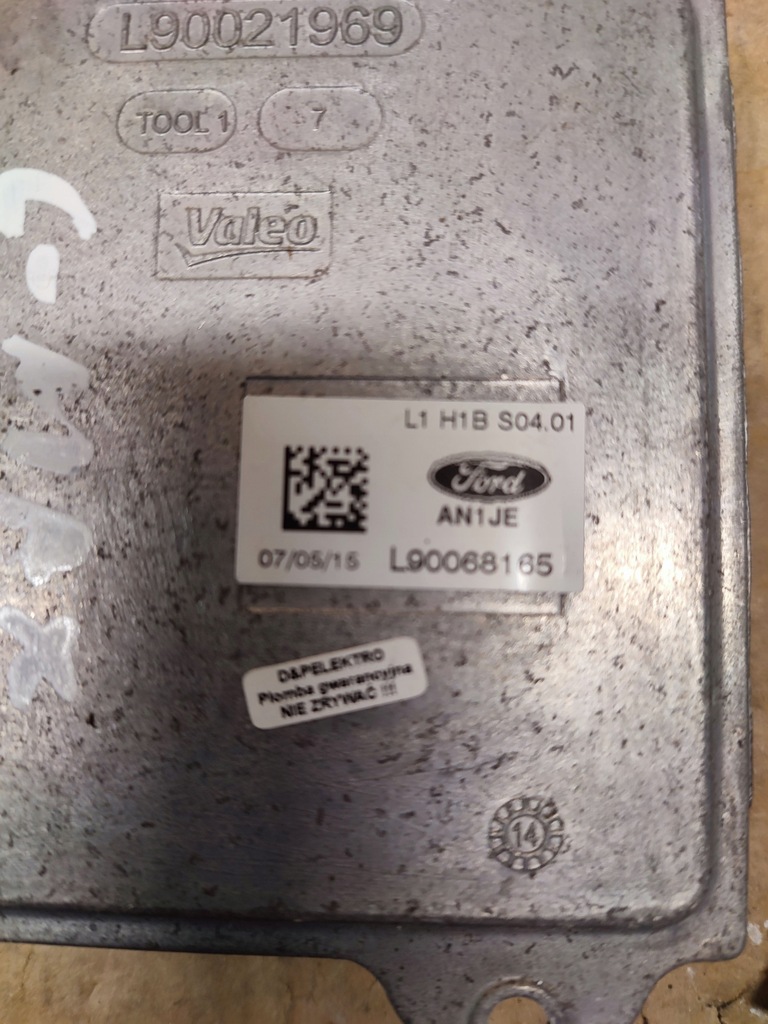 L90021969
TOOL 1
7
Valeo
C-MAX
L1 H1B S04.01
Ford
AN1JE
07/05/15 L90068165
D&PELEKTRO
Plomba gwarancyjna
NIE ZRYWAĆ !!!
14